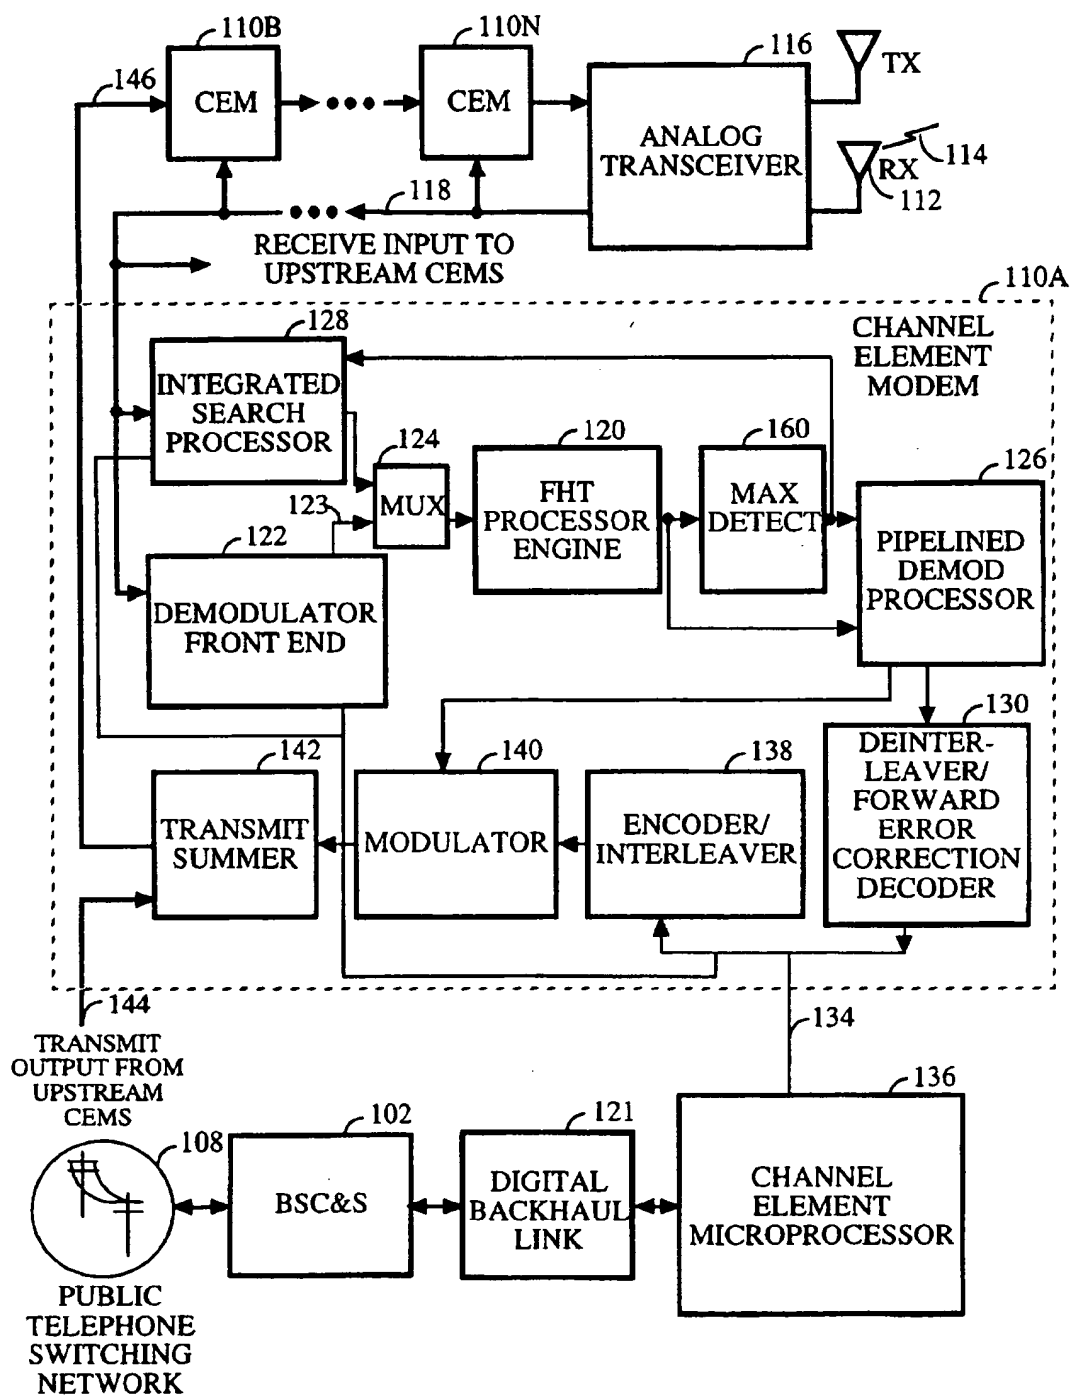 110B
110N
116
TX
146
CEM
CEM
ANALOG
TRANSCEIVER
114
RX
112
118
RECEIVE INPUT TO
UPSTREAM CEMS
110A
CHANNEL
ELEMENT
MODEM
128
INTEGRATED
SEARCH
PROCESSOR
124
MUX
123
120
FHT
PROCESSOR
ENGINE
160
MAX
DETECT
126
PIPELINED
DEMOD
PROCESSOR
122
DEMODULATOR
FRONT END
130
DEINTER-
LEAVER/
FORWARD
ERROR
CORRECTION
DECODER
142
TRANSMIT
SUMMER
140
MODULATOR
138
ENCODER/
INTERLEAVER
144
TRANSMIT
OUTPUT FROM
UPSTREAM
CEMS
134
136
CHANNEL
ELEMENT
MICROPROCESSOR
121
DIGITAL
BACKHAUL
LINK
102
BSC&S
108
PUBLIC
TELEPHONE
SWITCHING
NETWORK